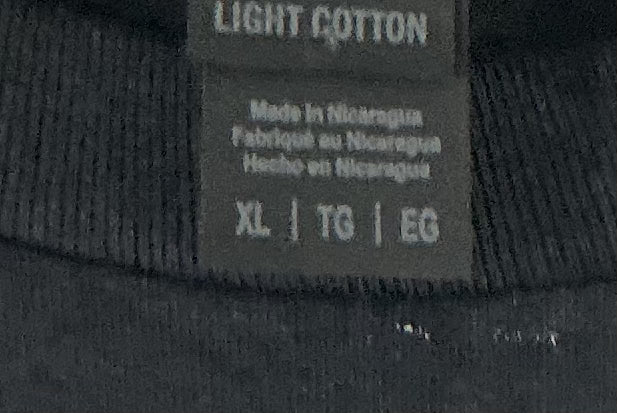 LIGHT COTTON
Made in Nicaragua
Fabriqué au Nicaragua
Hecho en Nicaragua
XL | TG | EG